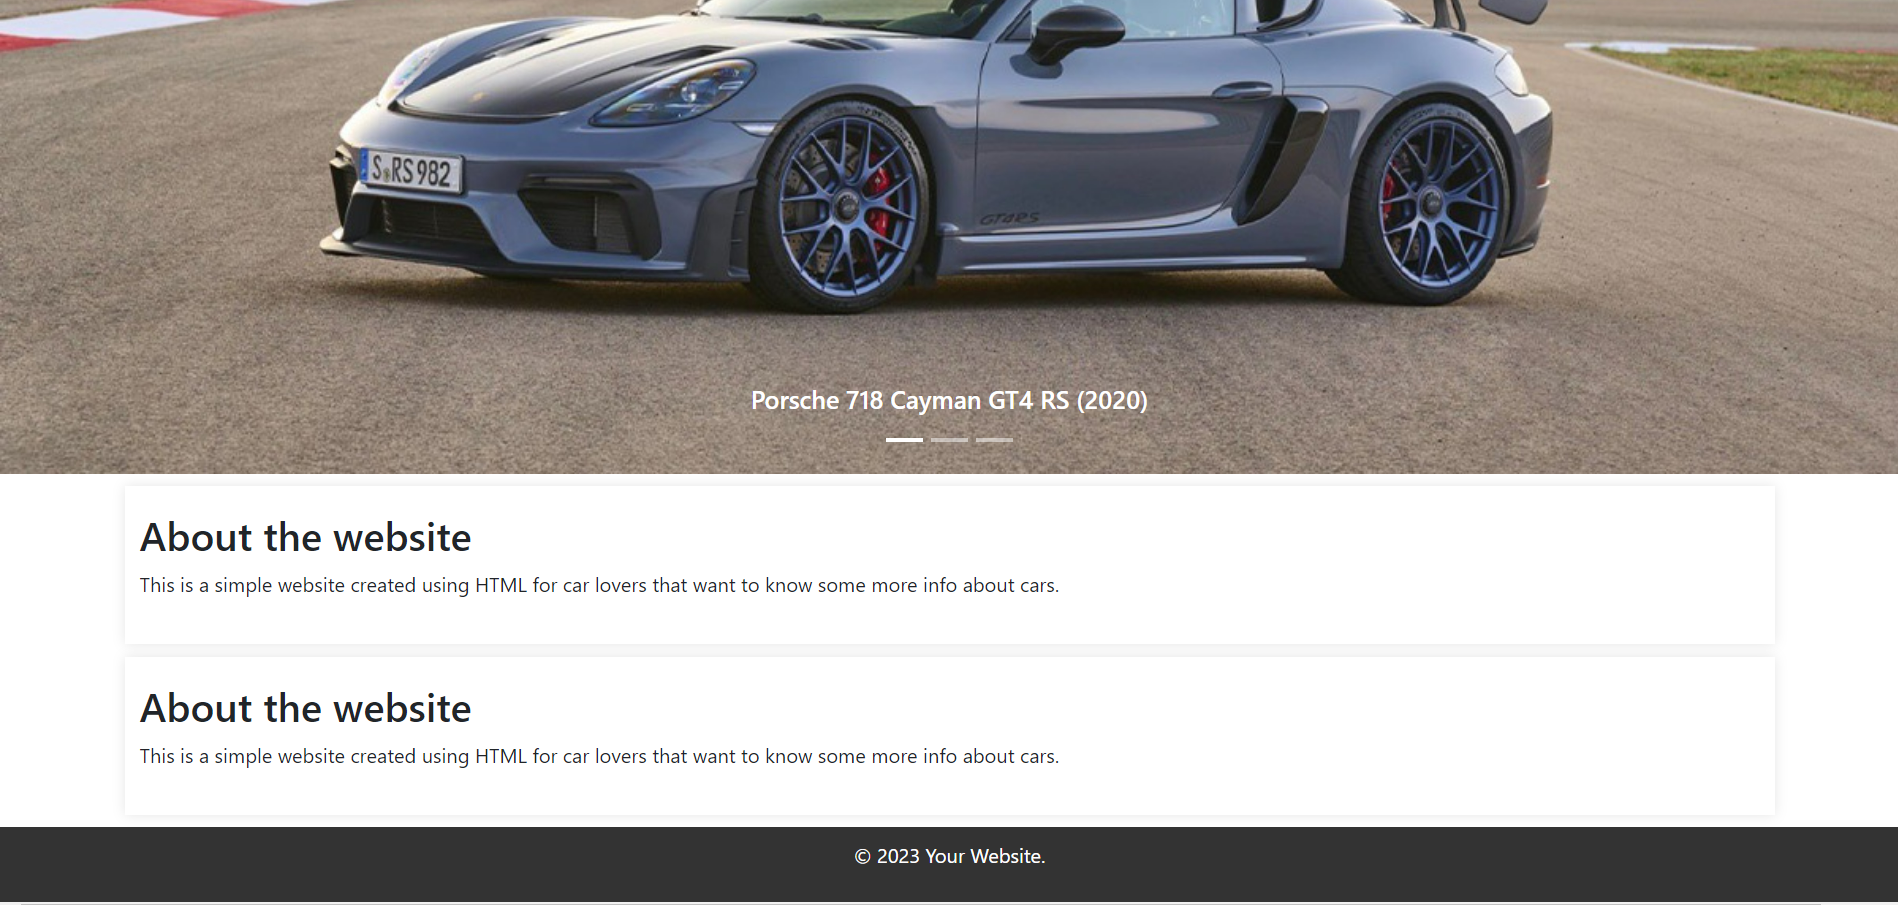 S RS 982
GT4RS
Porsche 718 Cayman GT4 RS (2020)
About the website
This is a simple website created using HTML for car lovers that want to know some more info about cars.
About the website
This is a simple website created using HTML for car lovers that want to know some more info about cars.
© 2023 Your Website.